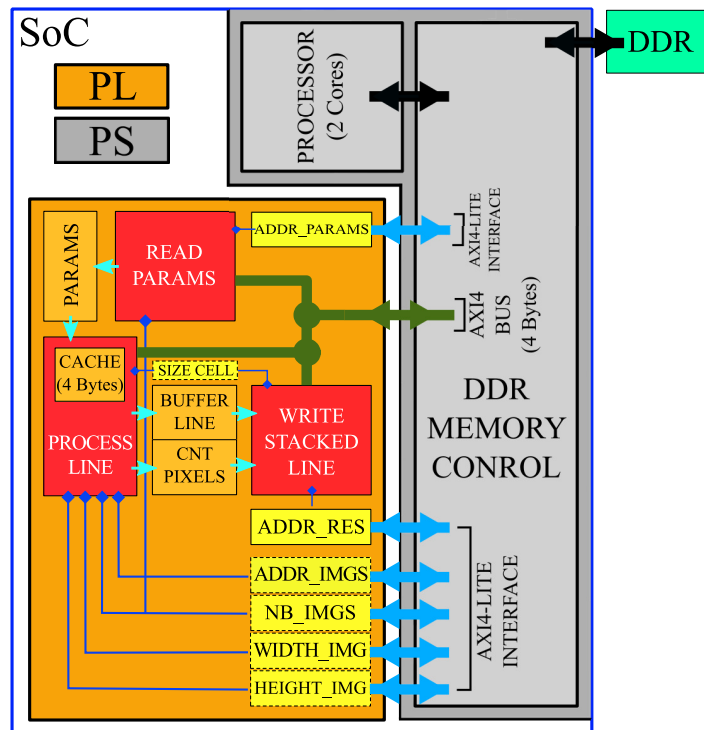 SoC
DDR
PL
PS
PROCESSOR
(2 Cores)
PARAMS
READ
PARAMS
ADDR_PARAMS
AXI4-LITE
INTERFACE
AXI4
BUS
(4 Bytes)
CACHE
(4 Bytes)
PROCESS
LINE
SIZE CELL
BUFFER
LINE
CNT
PIXELS
WRITE
STACKED
LINE
DDR
MEMORY
CONROL
ADDR_RES
ADDR_IMGS
NB_IMGS
WIDTH_IMG
HEIGHT_IMG
AXI4-LITE
INTERFACE